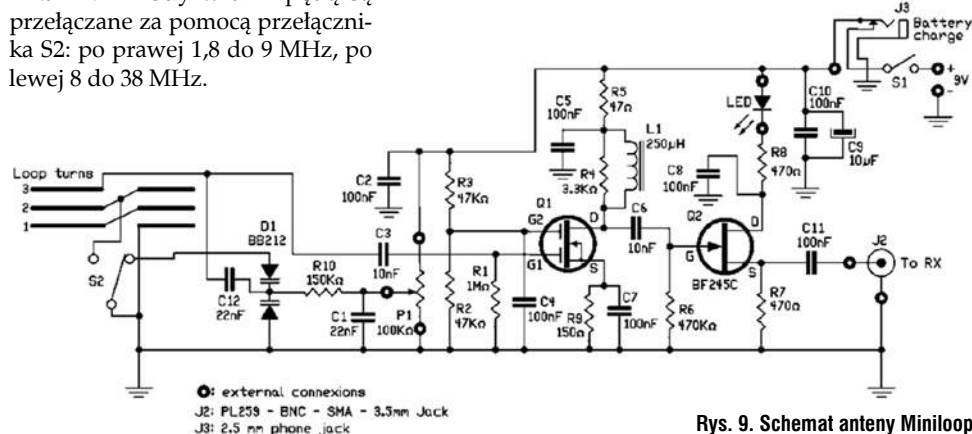 przełączane za pomocą przełączni-
ka S2: po prawej 1,8 do 9 MHz, po
lewej 8 do 38 MHz.
J3
Battery
charge
S1
+
-
9V
R5
47Ω
C5
100nF
L1
250µH
R4
3.3KΩ
LED
R8
470Ω
C10
100nF
C9
10µF
C8
100nF
Loop turns
3
2
1
S2
D1
BB212
C12
22nF
R10
150KΩ
C1
22nF
P1
100KΩ
C2
100nF
R3
47KΩ
C3
10nF
R1
1MΩ
R2
47KΩ
Q1
G2
G1
D
S
C6
10nF
C4
100nF
R9
150Ω
C7
100nF
R6
470KΩ
Q2
G
D
S
BF245C
R7
470Ω
C11
100nF
J2
To RX
: external connexions
J2: PL259 - BNC - SMA - 3.5mm Jack
J3: 2.5 mm phone jack
Rys. 9. Schemat anteny Miniloop